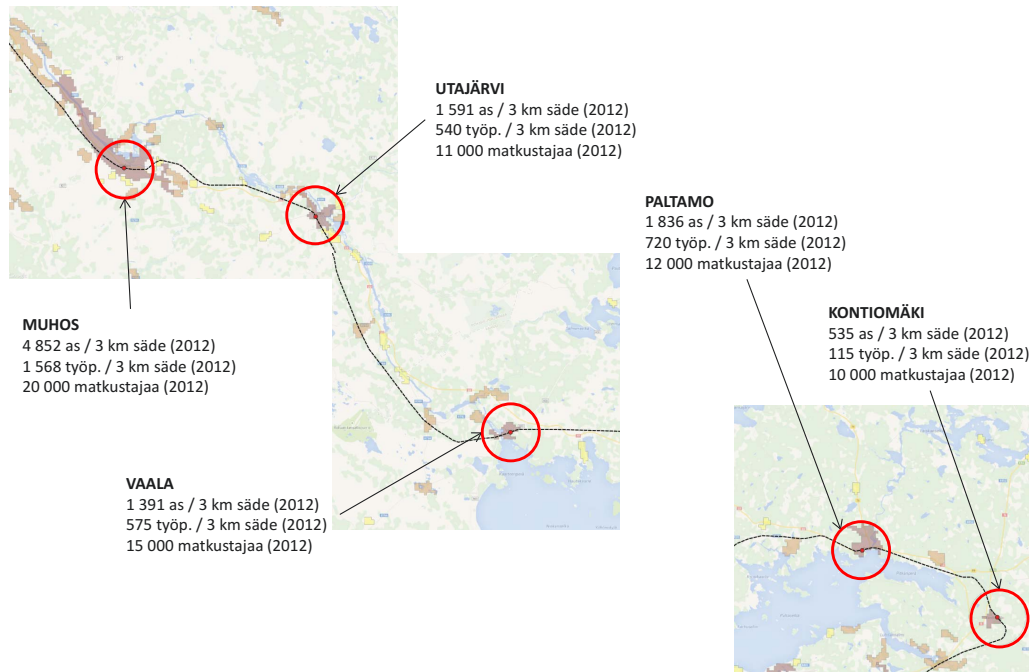 UTAJÄRVI
1 591 as / 3 km säde (2012)
540 työp. / 3 km säde (2012)
11 000 matkustajaa (2012)
PALTAMO
1 836 as / 3 km säde (2012)
720 työp. / 3 km säde (2012)
12 000 matkustajaa (2012)
KONTIOMÄKI
535 as / 3 km säde (2012)
115 työp. / 3 km säde (2012)
10 000 matkustajaa (2012)
MUHOS
4 852 as / 3 km säde (2012)
1 568 työp. / 3 km säde (2012)
20 000 matkustajaa (2012)
VAALA
1 391 as / 3 km säde (2012)
575 työp. / 3 km säde (2012)
15 000 matkustajaa (2012)